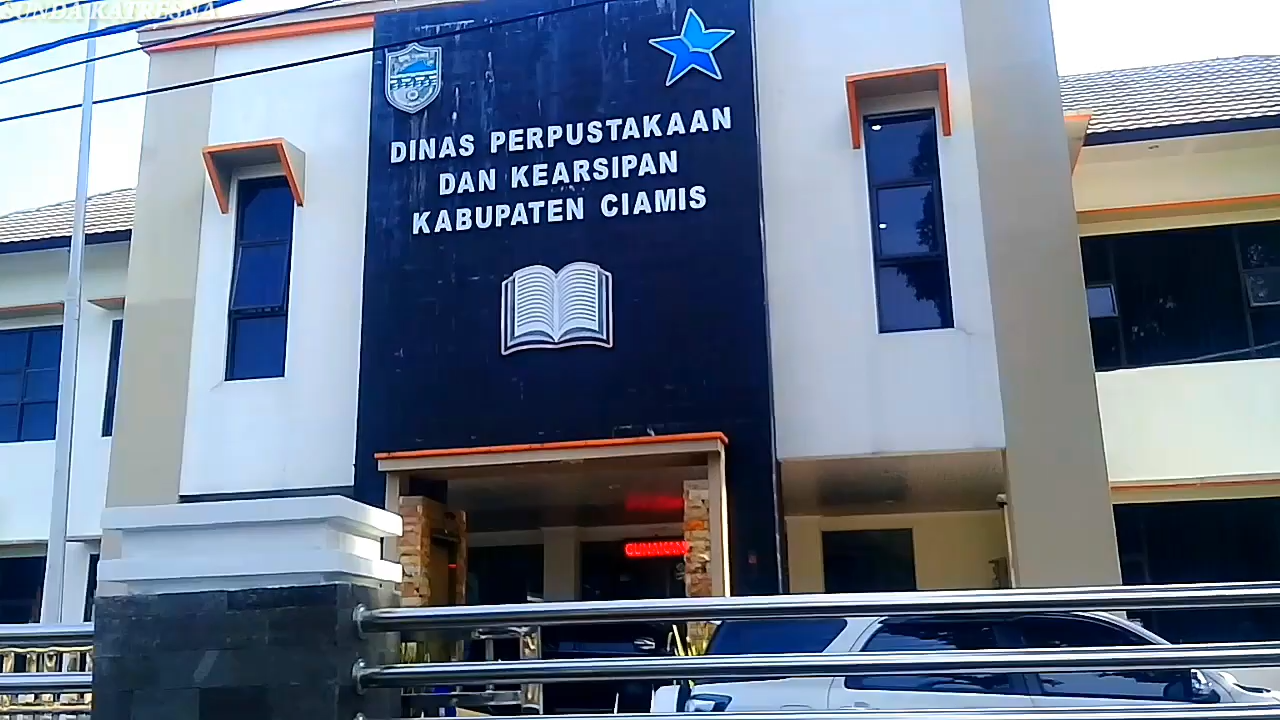 SUNDA KATRESNA
DINAS PERPUSTAKAAN
DAN KEARSIPAN
KABUPATEN CIAMIS